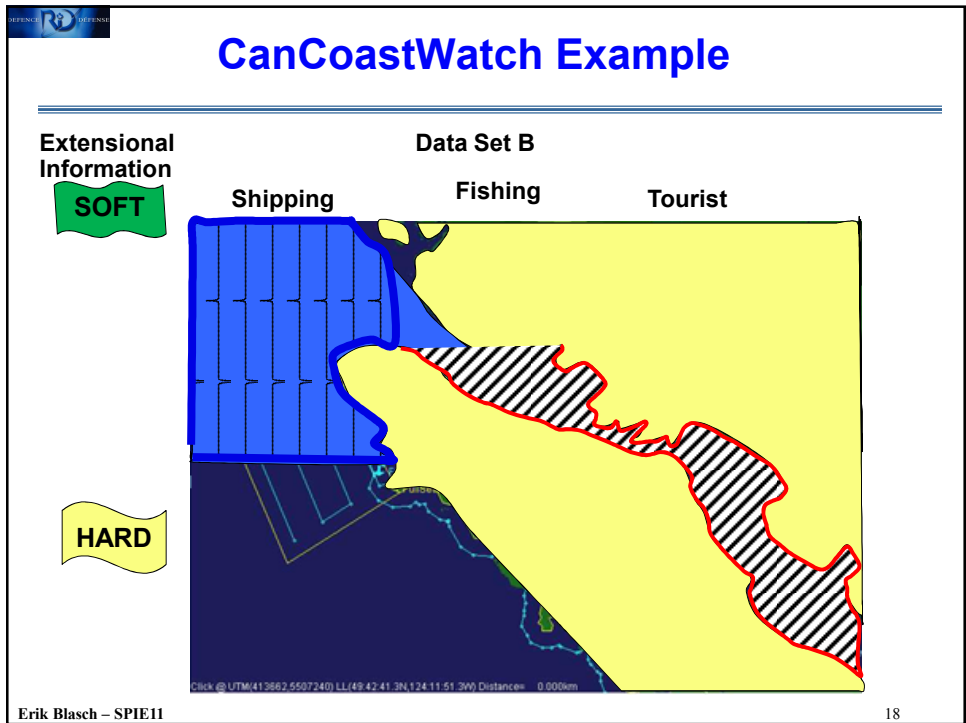 DEFENCE R&D DÉFENSE
CanCoastWatch Example
Extensional
Information
Data Set B
SOFT
Shipping
Fishing
Tourist
HARD
Click @ UTM(413662,5507240) LL(49:42:41.3N,124:11:51.3W) Distance= 0.000km
Erik Blasch – SPIE11
18